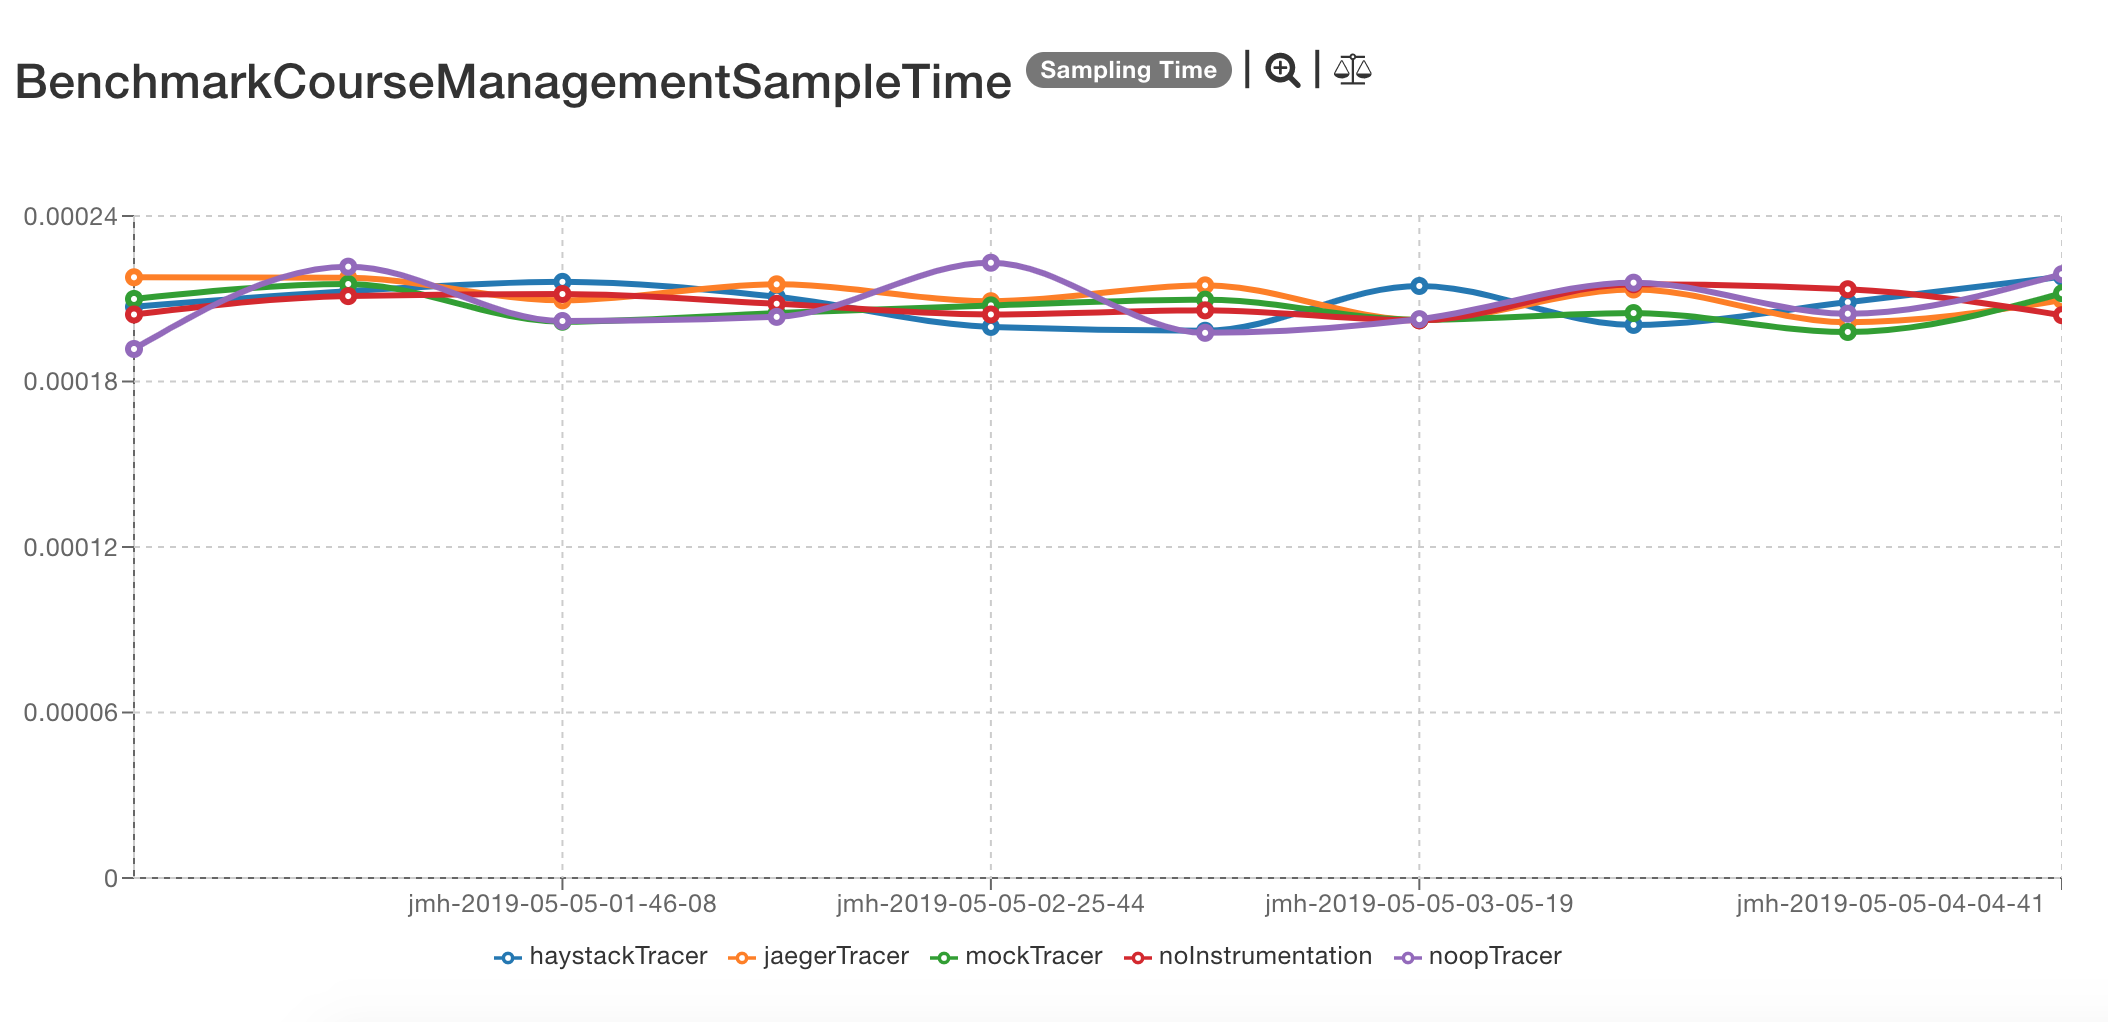 BenchmarkCourseManagementSampleTime Sampling Time
0.00024
0.00018
0.00012
0.00006
0
jmh-2019-05-05-01-46-08 jmh-2019-05-05-02-25-44 jmh-2019-05-05-03-05-19 jmh-2019-05-05-04-04-41
haystackTracer jaegerTracer mockTracer noInstrumentation noopTracer